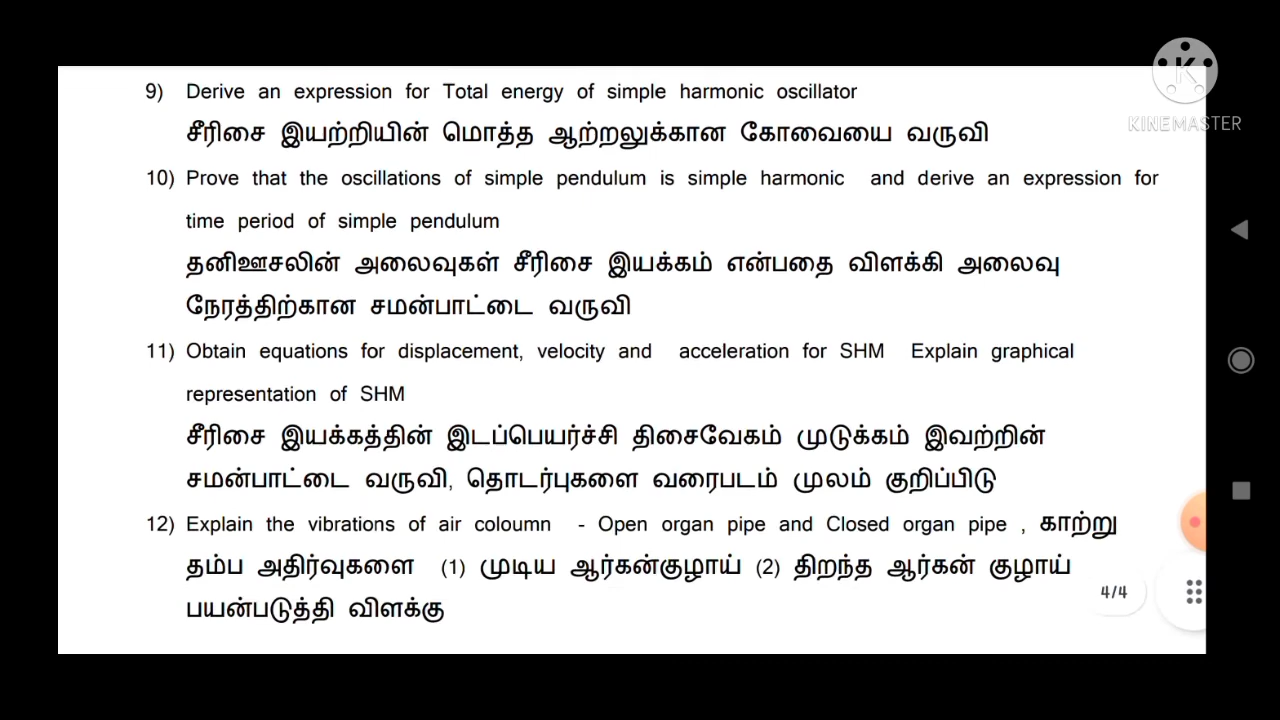 9) Derive an expression for Total energy of simple harmonic oscillator
சீரிசை இயற்றியின் மொத்த ஆற்றலுக்கான கோவையை வருவி
10) Prove that the oscillations of simple pendulum is simple harmonic and derive an expression for
time period of simple pendulum
தனிஊசலின் அலைவுகள் சீரிசை இயக்கம் என்பதை விளக்கி அலைவு
நேரத்திற்கான சமன்பாட்டை வருவி
11) Obtain equations for displacement, velocity and acceleration for SHM Explain graphical
representation of SHM
சீரிசை இயக்கத்தின் இடப்பெயர்ச்சி திசைவேகம் முடுக்கம் இவற்றின்
சமன்பாட்டை வருவி, தொடர்புகளை வரைபடம் முலம் குறிப்பிடு
12) Explain the vibrations of air coloumn - Open organ pipe and Closed organ pipe , காற்று
தம்ப அதிர்வுகளை (1) முடிய ஆர்கன்குழாய் (2) திறந்த ஆர்கன் குழாய்
பயன்படுத்தி விளக்கு
4/4
K
KINEMASTER